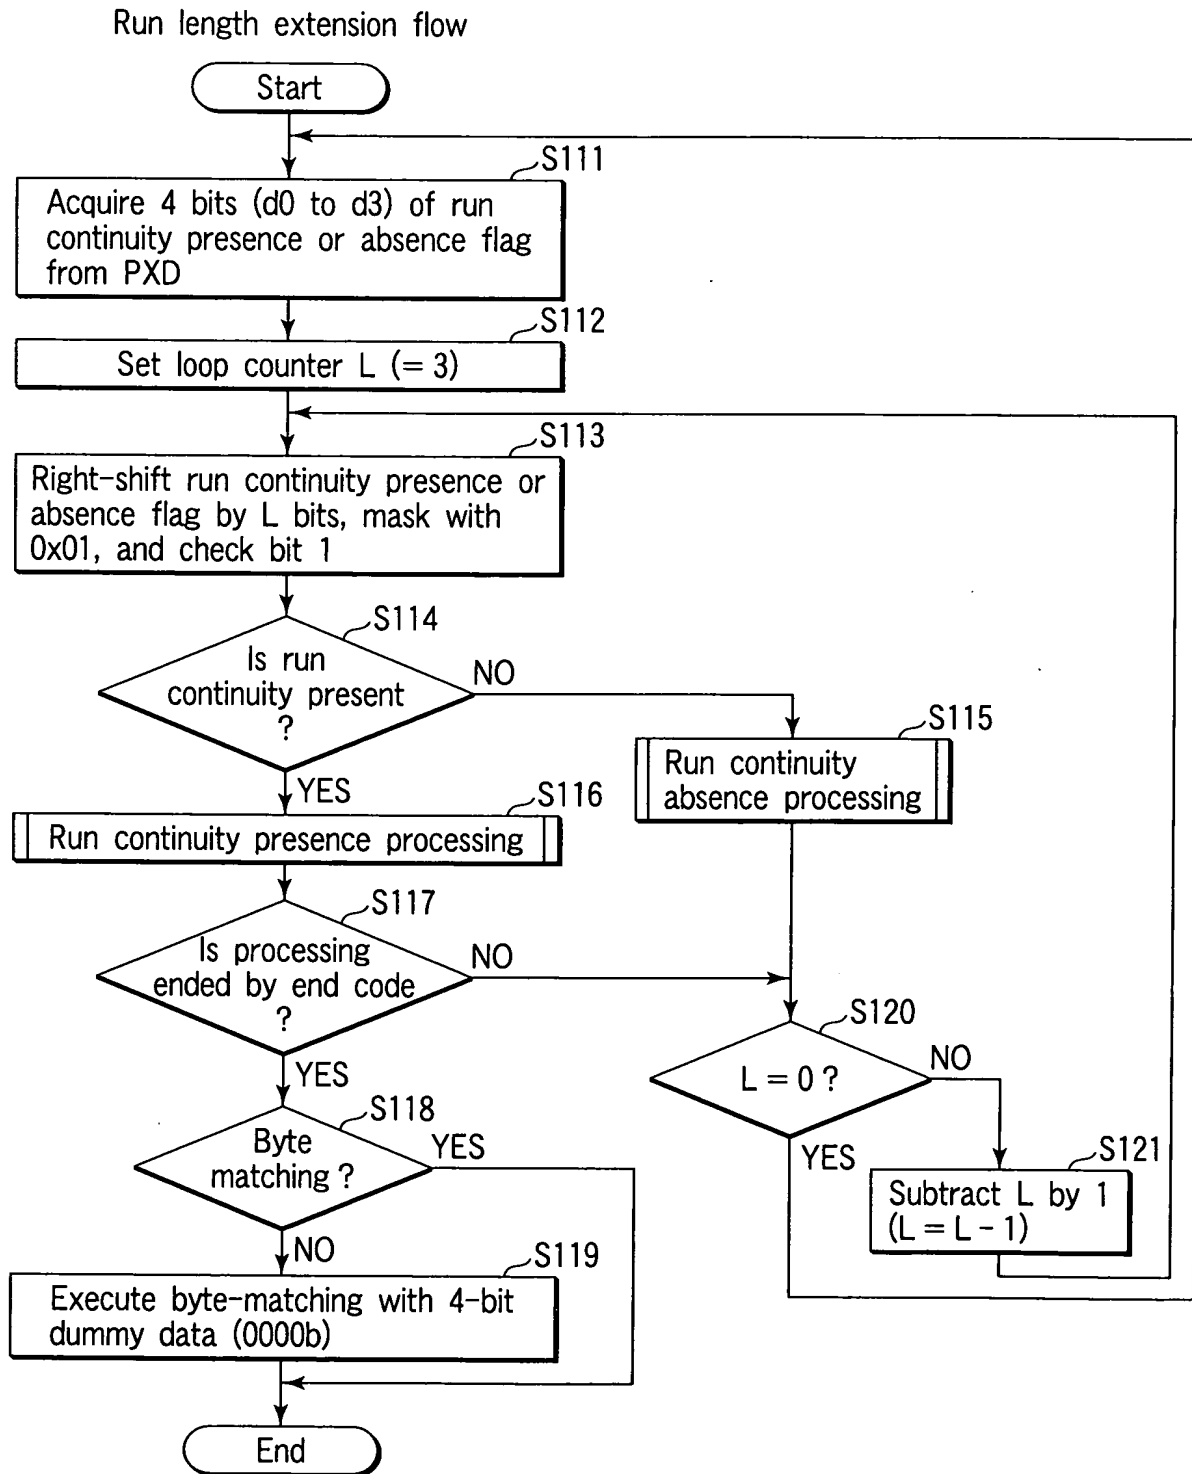 Run length extension flow
Start
S111
Acquire 4 bits (d0 to d3) of run
continuity presence or absence flag
from PXD
S112
Set loop counter L (= 3)
S113
Right-shift run continuity presence or
absence flag by L bits, mask with
0x01, and check bit 1
S114
Is run
continuity present
?
NO
YES
S115
Run continuity
absence processing
S116
Run continuity presence processing
S117
Is processing
ended by end code
?
NO
YES
S120
L = 0 ?
NO
YES
S118
Byte
matching ?
YES
NO
S121
Subtract L by 1
(L = L - 1)
S119
Execute byte-matching with 4-bit
dummy data (0000b)
End